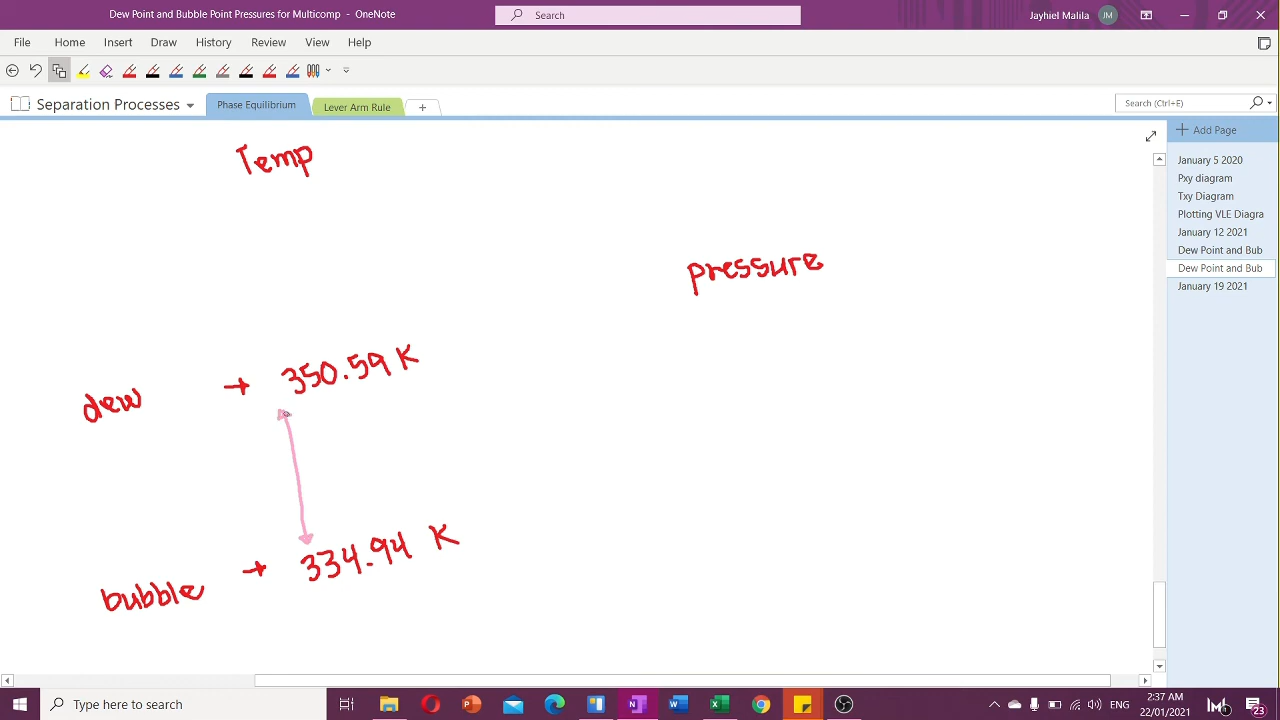 Dew Point and Bubble Point Pressures for Multicomp - OneNote
Search
Jayhiel Malila
JM
File Home Insert Draw History Review View Help
Separation Processes
Phase Equilibrium
Lever Arm Rule
Search (Ctrl+E)
Add Page
January 5 2020
Pxy diagram
Txy Diagram
Plotting VLE Diagra
January 12 2021
Dew Point and Bub
Dew Point and Bub
January 19 2021
Temp
pressure
dew → 350.59 K
bubble → 334.94 K
Type here to search
ENG
2:37 AM
22/01/2021
23